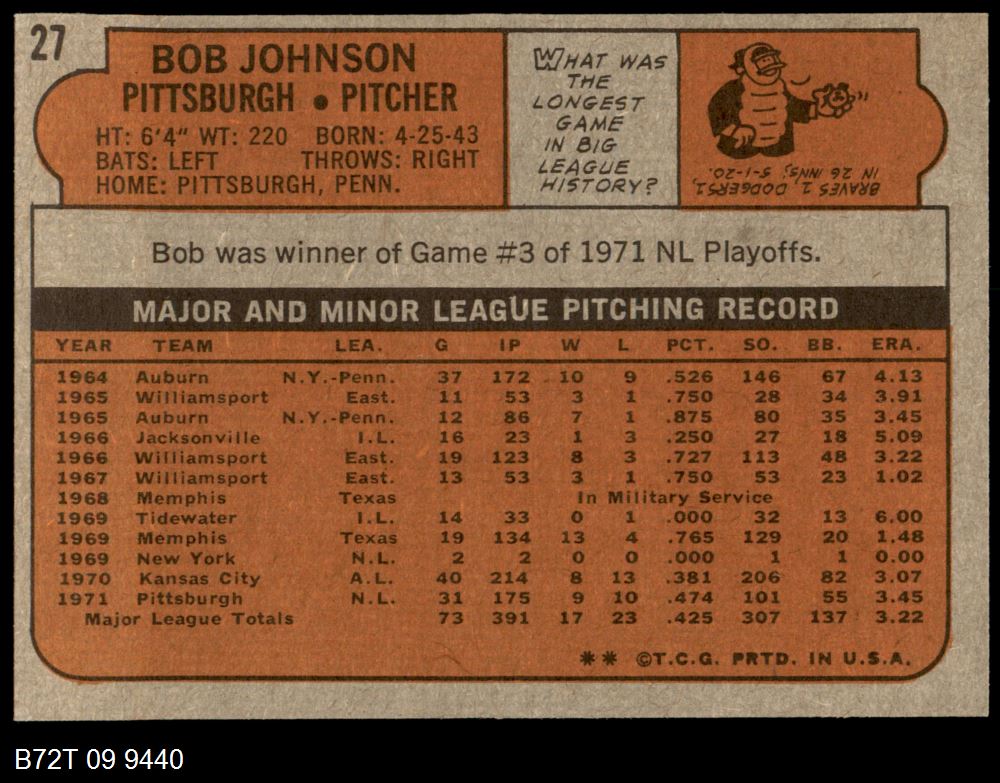 27
BOB JOHNSON
PITTSBURGH • PITCHER
HT: 6'4" WT: 220 BORN: 4-25-43
BATS: LEFT THROWS: RIGHT
HOME: PITTSBURGH, PENN.
WHAT WAS
THE
LONGEST
GAME
IN BIG
LEAGUE
HISTORY?
BRAVES 1, DODGERS 1,
IN 26 INNS; 5-1-20.
Bob was winner of Game #3 of 1971 NL Playoffs.
MAJOR AND MINOR LEAGUE PITCHING RECORD
YEAR TEAM LEA. G IP W L PCT. SO. BB. ERA.
1964 Auburn N.Y.-Penn. 37 172 10 9 .526 146 67 4.13
1965 Williamsport East. 11 53 3 1 .750 28 34 3.91
1965 Auburn N.Y.-Penn. 12 86 7 1 .875 80 35 3.45
1966 Jacksonville I.L. 16 23 1 3 .250 27 18 5.09
1966 Williamsport East. 19 123 8 3 .727 113 48 3.22
1967 Williamsport East. 13 53 3 1 .750 53 23 1.02
1968 Memphis Texas In Military Service
1969 Tidewater I.L. 14 33 0 1 .000 32 13 6.00
1969 Memphis Texas 19 134 13 4 .765 129 20 1.48
1969 New York N.L. 2 2 0 0 .000 1 1 0.00
1970 Kansas City A.L. 40 214 8 13 .381 206 82 3.07
1971 Pittsburgh N.L. 31 175 9 10 .474 101 55 3.45
Major League Totals 73 391 17 23 .425 307 137 3.22
** ©T.C.G. PRTD. IN U.S.A.
B72T 09 9440